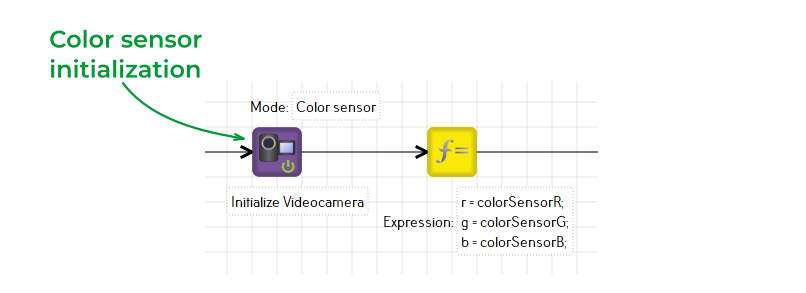 Color sensor
initialization
Mode: Color sensor
f=
Initialize Videocamera
r = colorSensorR;
Expression: g = colorSensorG;
b = colorSensorB;